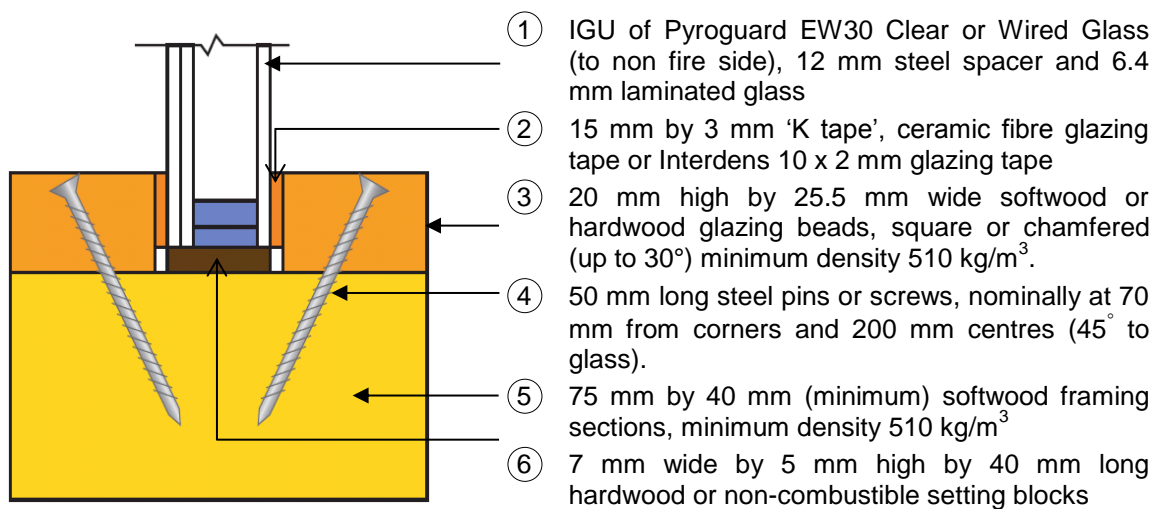 1 IGU of Pyroguard EW30 Clear or Wired Glass
(to non fire side), 12 mm steel spacer and 6.4
mm laminated glass
2 15 mm by 3 mm ‘K tape’, ceramic fibre glazing
tape or Interdens 10 x 2 mm glazing tape
3 20 mm high by 25.5 mm wide softwood or
hardwood glazing beads, square or chamfered
(up to 30°) minimum density 510 kg/m³.
4 50 mm long steel pins or screws, nominally at 70
mm from corners and 200 mm centres (45° to
glass).
5 75 mm by 40 mm (minimum) softwood framing
sections, minimum density 510 kg/m³
6 7 mm wide by 5 mm high by 40 mm long
hardwood or non-combustible setting blocks